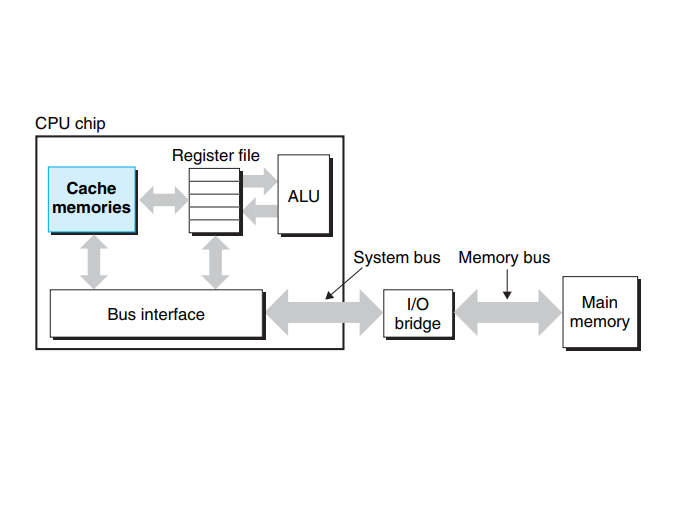 CPU chip
Register file
Cache
memories
ALU
System bus
Memory bus
Bus interface
I/O
bridge
Main
memory